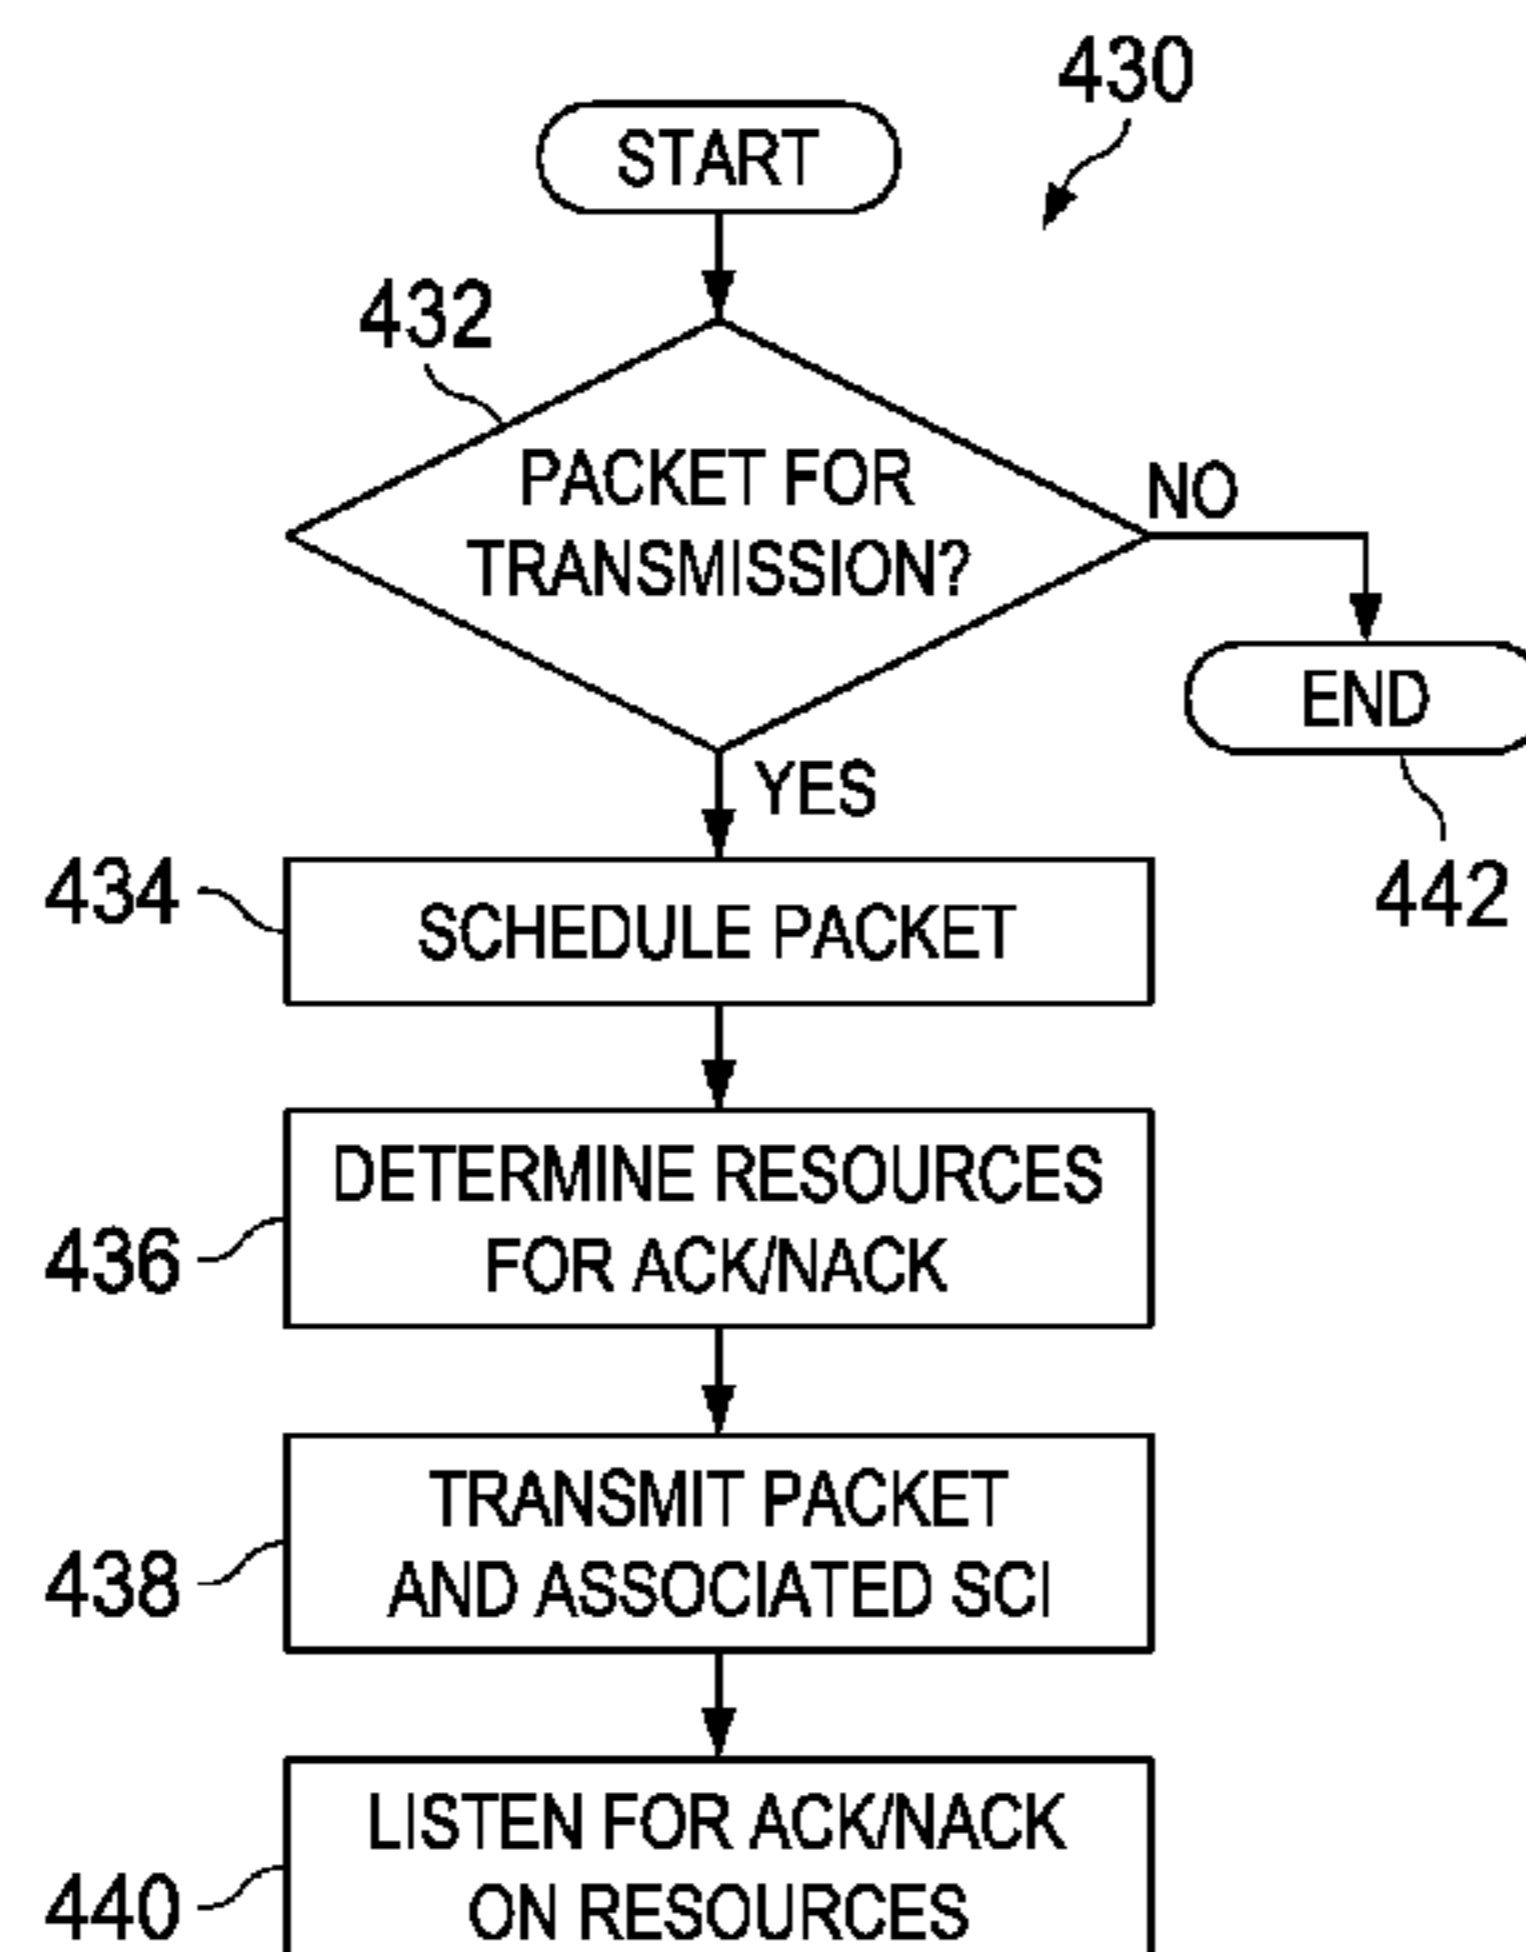 430
START
432
PACKET FOR
TRANSMISSION?
NO
END
442
YES
434
SCHEDULE PACKET
DETERMINE RESOURCES
FOR ACK/NACK
436
TRANSMIT PACKET
AND ASSOCIATED SCI
438
LISTEN FOR ACK/NACK
ON RESOURCES
440